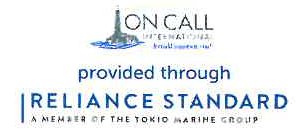 ON CALL
INTERNATIONAL
provided through
RELIANCE STANDARD
A MEMBER OF THE TOKIO MARINE GROUP